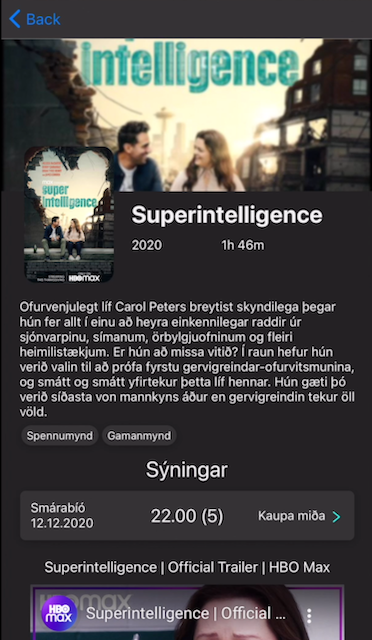 Back
intelligence
super
intelligence
HBOmax
Superintelligence
2020 1h 46m
Ofurvenjulegt líf Carol Peters breytist skyndilega þegar
hún fer allt í einu að heyra einkennilegar raddir úr
sjónvarpinu, símanum, örbylgjuofninum og fleiri
heimilistækjum. Er hún að missa vitið? Í raun hefur hún
verið valin til að prófa fyrstu gervigreindar-ofurvitsmunina,
og smátt og smátt yfirtekur þetta líf hennar. Hún gæti þó
verið síðasta von mannkyns áður en gervigreindin tekur öll
völd.
Spennumynd Gamanmynd
Sýningar
Smárabíó
12.12.2020
22.00 (5)
Kaupa miða
Superintelligence | Official Trailer | HBO Max
HBO max
HBO
max
Superintelligence | Official ...